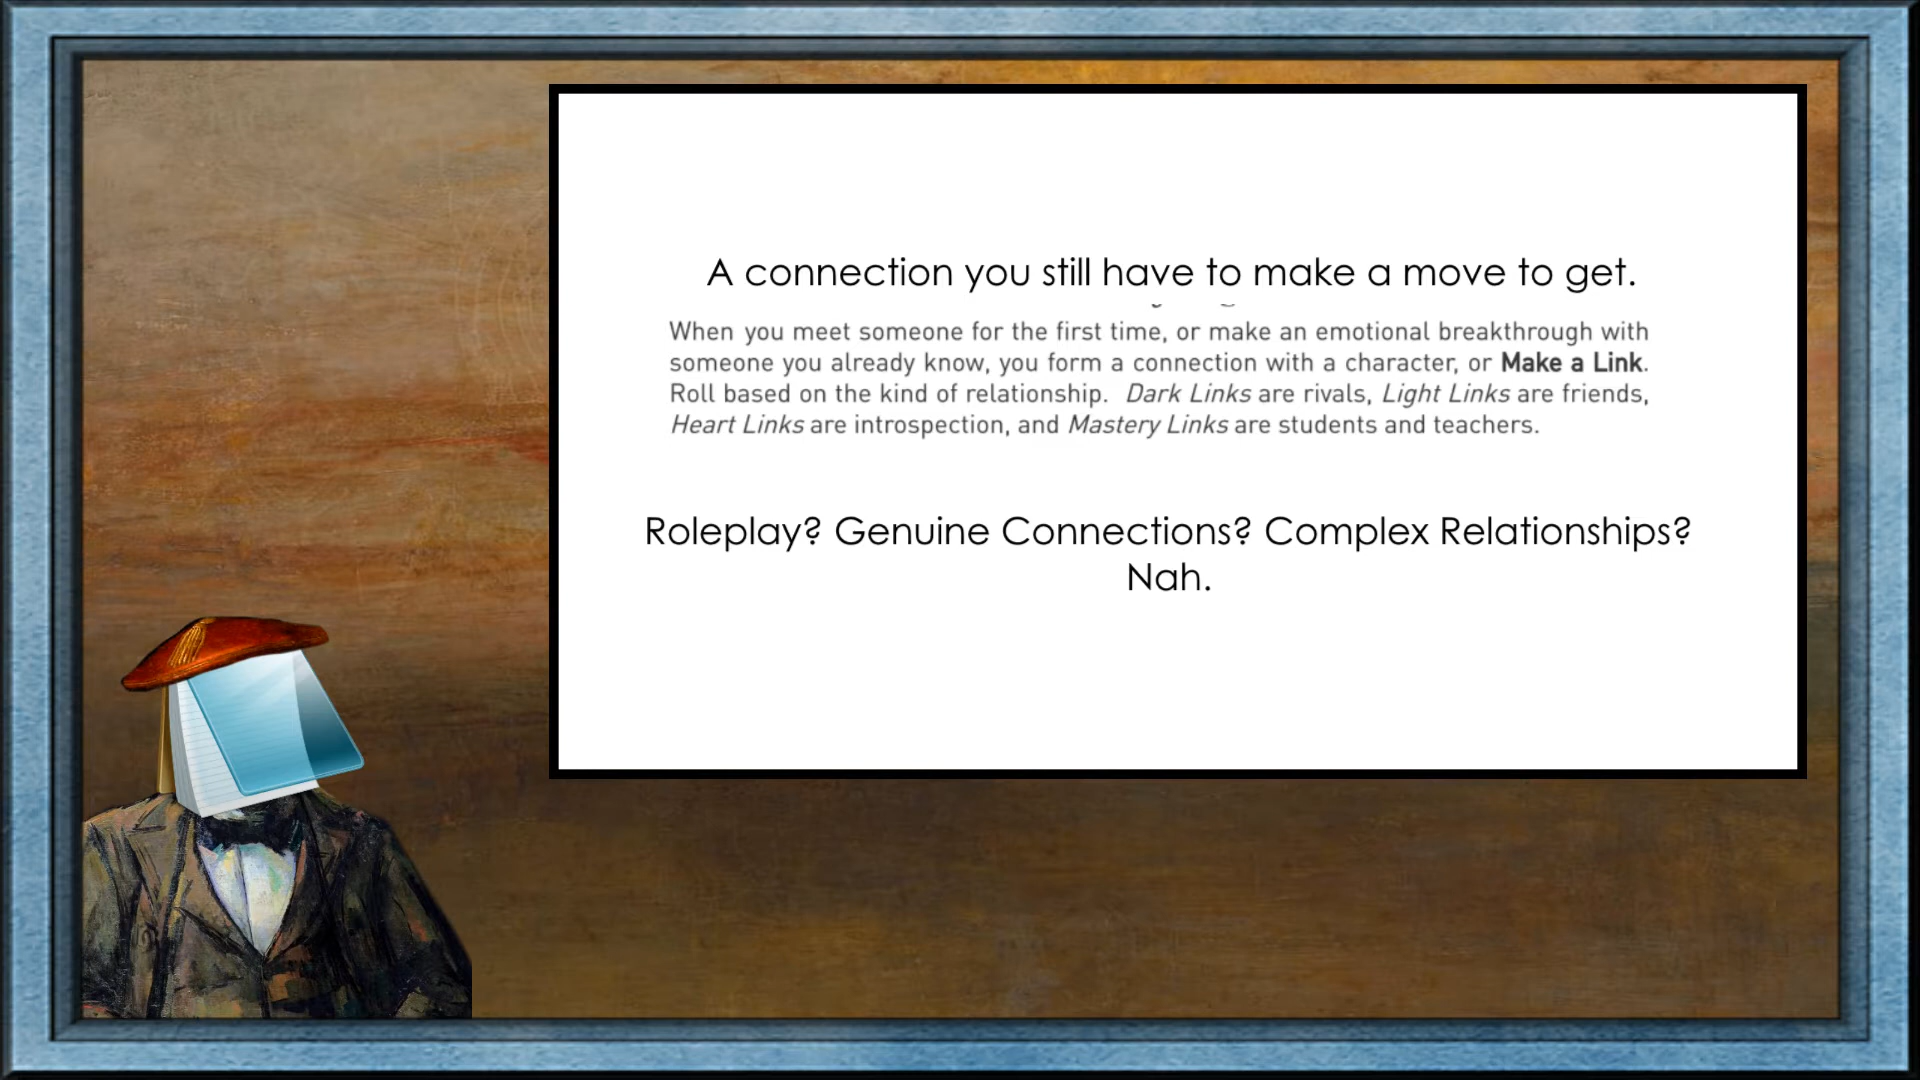 A connection you still have to make a move to get.
When you meet someone for the first time, or make an emotional breakthrough with
someone you already know, you form a connection with a character, or Make a Link.
Roll based on the kind of relationship. Dark Links are rivals, Light Links are friends,
Heart Links are introspection, and Mastery Links are students and teachers.
Roleplay? Genuine Connections? Complex Relationships?
Nah.